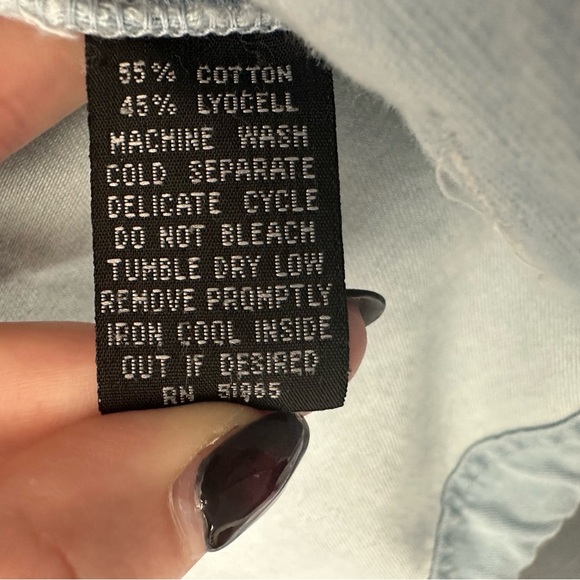 55% COTTON
45% LYOCELL
MACHINE WASH
COLD SEPARATE
DELICATE CYCLE
DO NOT BLEACH
TUMBLE DRY LOW
REMOVE PROMPTLY
IRON COOL INSIDE
OUT IF DESIRED
RN 51865